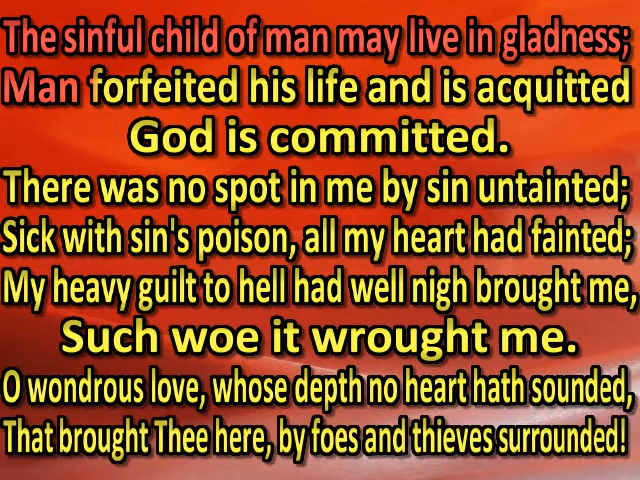 The sinful child of man may live in gladness;
Man forfeited his life and is acquitted
God is committed.
There was no spot in me by sin untainted;
Sick with sin's poison, all my heart had fainted;
My heavy guilt to hell had well nigh brought me,
Such woe it wrought me.
O wondrous love, whose depth no heart hath sounded,
That brought Thee here, by foes and thieves surrounded!